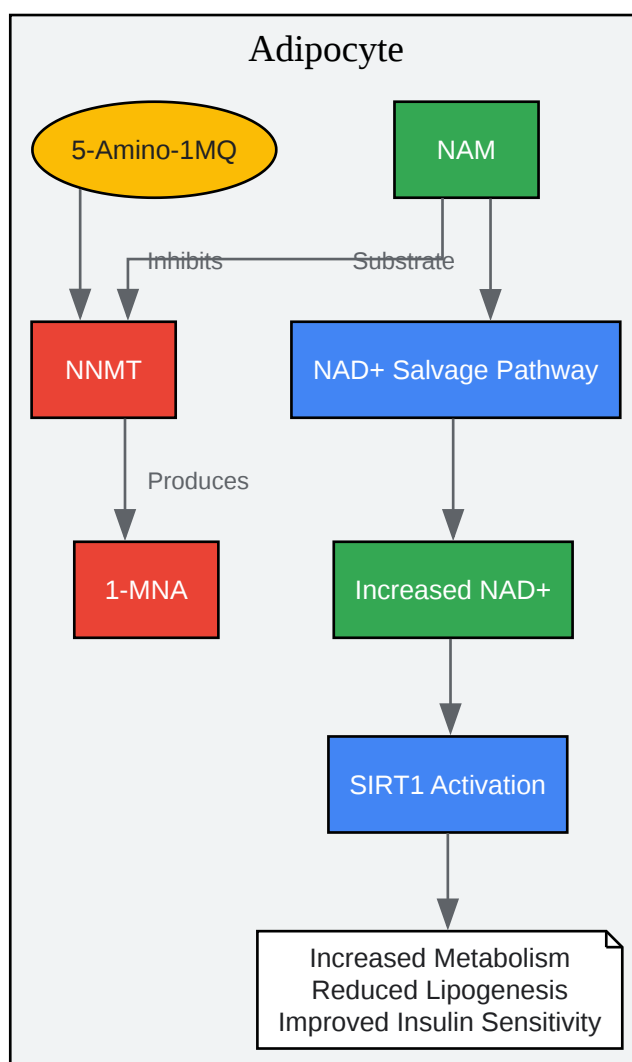 Adipocyte
5-Amino-1MQ
NAM
Inhibits
Substrate
NNMT
NAD+ Salvage Pathway
Produces
1-MNA
Increased NAD+
SIRT1 Activation
Increased Metabolism
Reduced Lipogenesis
Improved Insulin Sensitivity